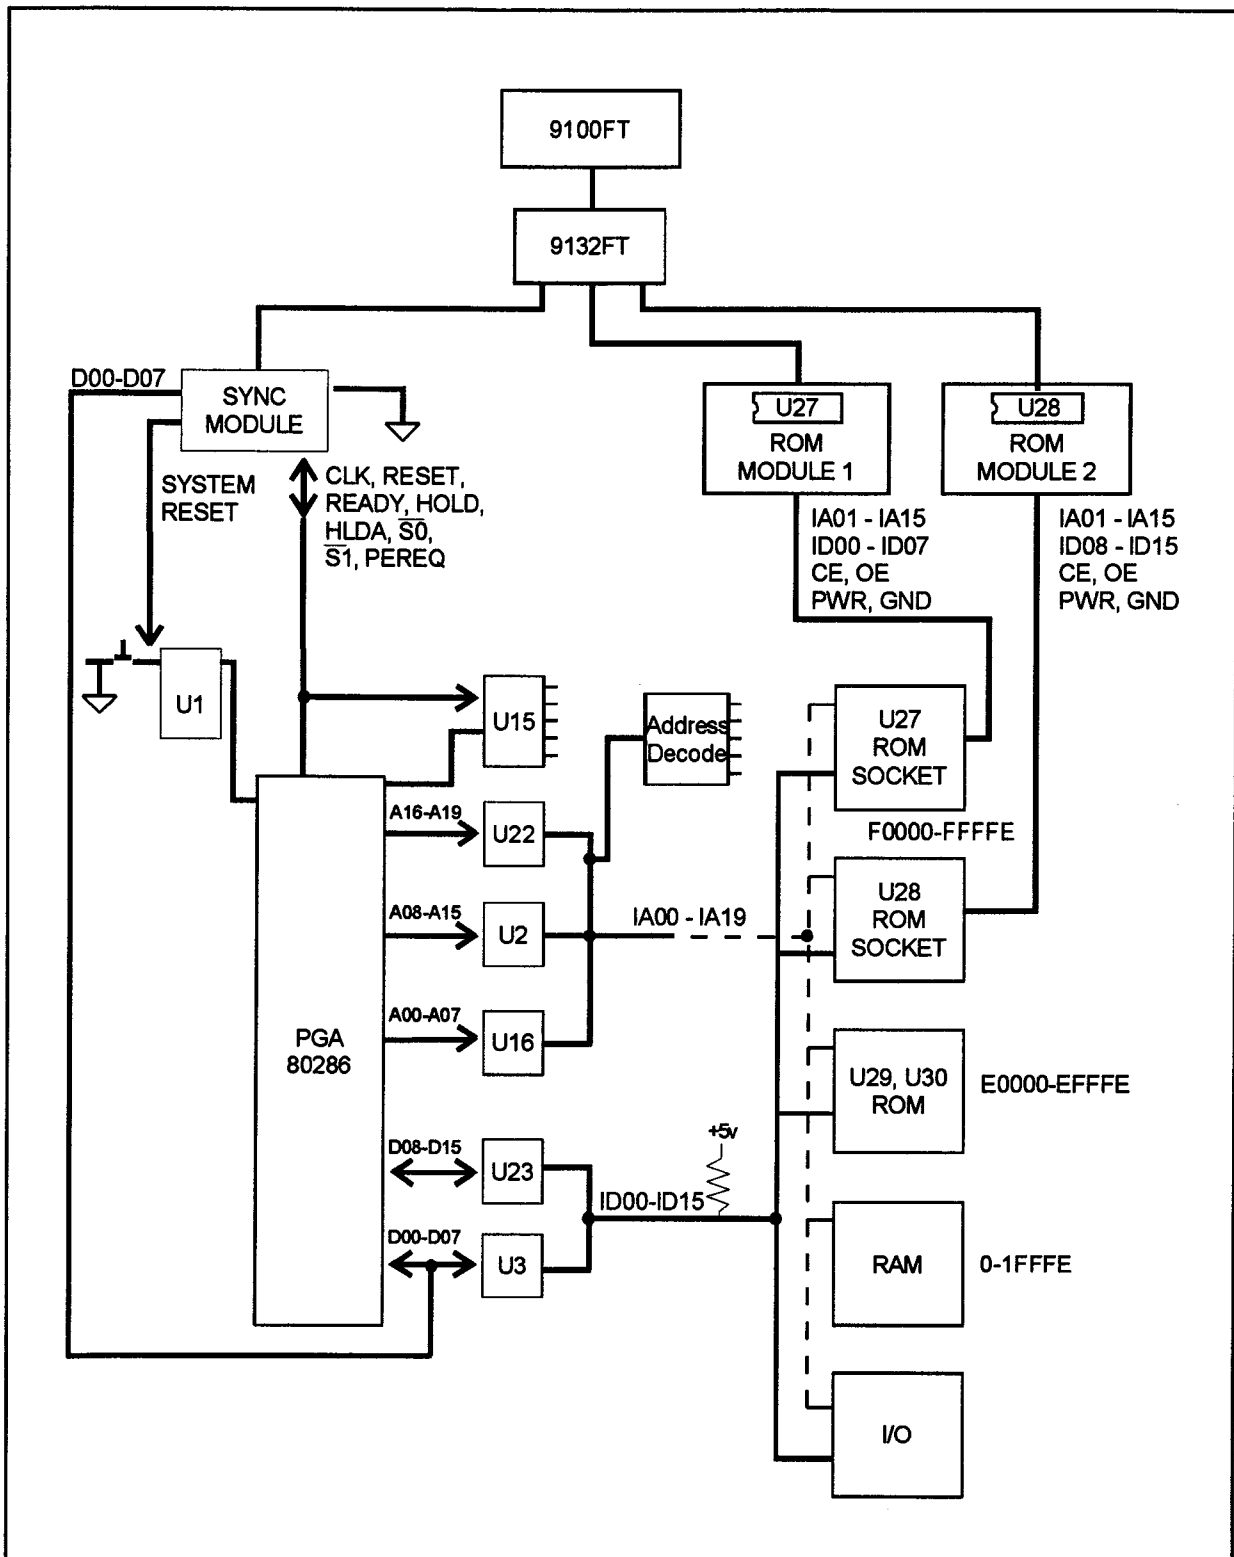 9100FT
9132FT
D00-D07
SYNC
MODULE
U27
ROM
MODULE 1
U28
ROM
MODULE 2
SYSTEM
RESET
CLK, RESET,
READY, HOLD,
HLDA, S̅0̅,
S̅1̅, PEREQ
IA01 - IA15
ID00 - ID07
CE, OE
PWR, GND
IA01 - IA15
ID08 - ID15
CE, OE
PWR, GND
U1
U15
Address
Decode
U27
ROM
SOCKET
F0000-FFFFE
A16-A19
U22
A08-A15
U2
IA00 - IA19
U28
ROM
SOCKET
A00-A07
U16
PGA
80286
U29, U30
ROM
E0000-EFFFE
D08-D15
U23
+5v
ID00-ID15
D00-D07
U3
RAM
0-1FFFE
I/O